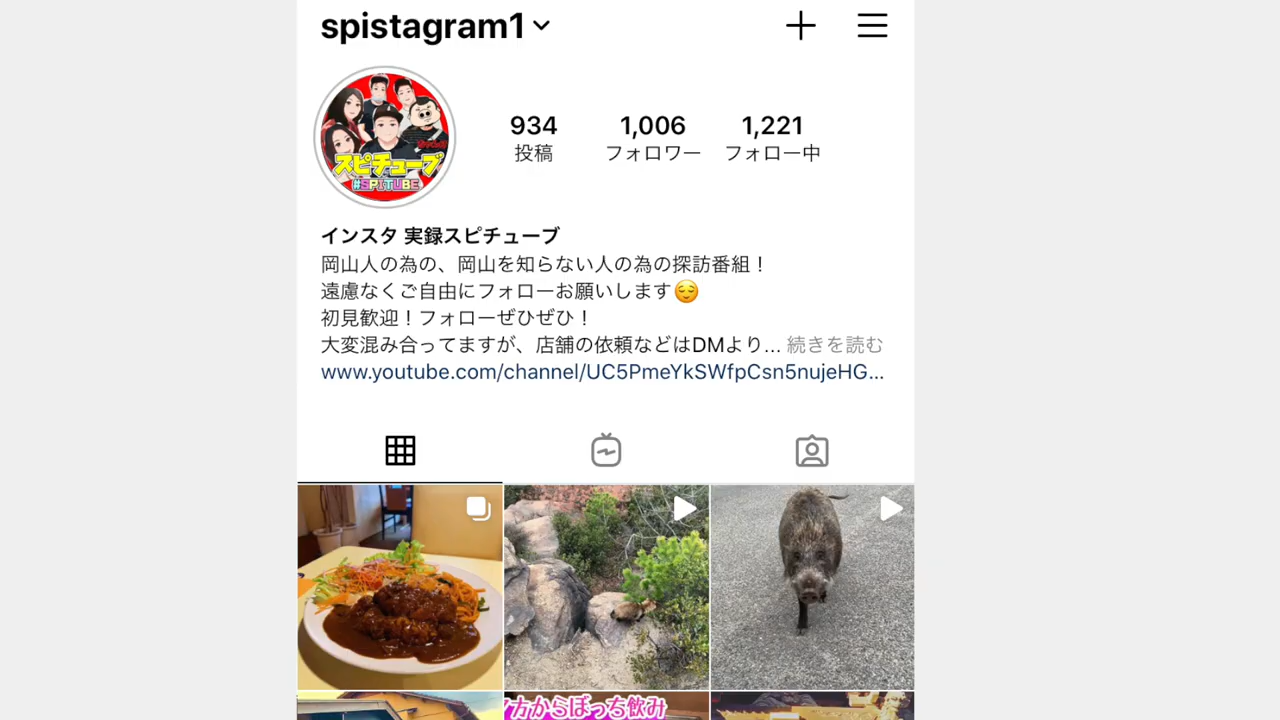 spistagram1
スピチューブ
#SPITUBE
934
投稿
1,006
フォロワー
1,221
フォロー中
インスタ 実録スピチューブ
岡山人の為の、岡山を知らない人の為の探訪番組！
遠慮なくご自由にフォローお願いします😌
初見歓迎！フォローぜひぜひ！
大変混み合ってますが、店舗の依頼などはDMより... 続きを読む
www.youtube.com/channel/UC5PmeYkSWfpCsn5nujeHG...
夕方からぼっち飲み